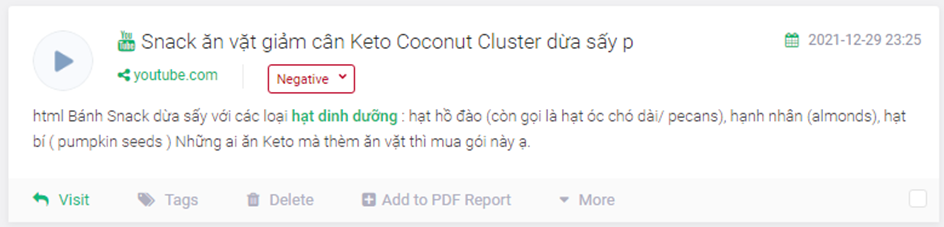 You Tube Snack ăn vặt giảm cân Keto Coconut Cluster dừa sấy p
2021-12-29 23:25
youtube.com
Negative
html Bánh Snack dừa sấy với các loại hạt dinh dưỡng : hạt hồ đào (còn gọi là hạt óc chó dài/ pecans), hạnh nhân (almonds), hạt
bí ( pumpkin seeds ) Những ai ăn Keto mà thèm ăn vặt thì mua gói này ạ.
Visit Tags Delete Add to PDF Report More